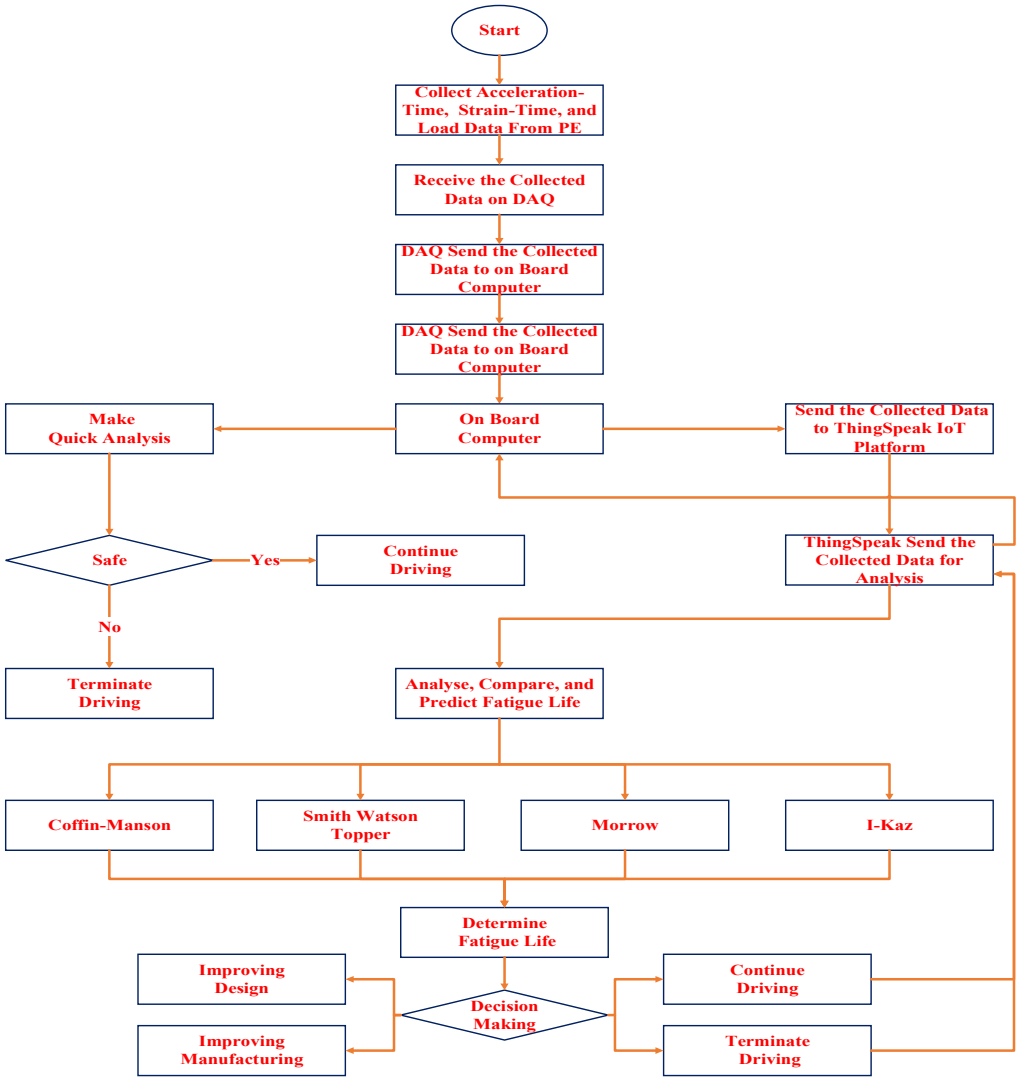 Start
Collect Acceleration-
Time, Strain-Time, and
Load Data From PE
Receive the Collected
Data on DAQ
DAQ Send the Collected
Data to on Board
Computer
DAQ Send the Collected
Data to on Board
Computer
Make
Quick Analysis
On Board
Computer
Send the Collected Data
to ThingSpeak IoT
Platform
Safe
Yes
Continue
Driving
ThingSpeak Send the
Collected Data for
Analysis
No
Terminate
Driving
Analyse, Compare, and
Predict Fatigue Life
Coffin-Manson
Smith Watson
Topper
Morrow
I-Kaz
Determine
Fatigue Life
Improving
Design
Continue
Driving
Decision
Making
Improving
Manufacturing
Terminate
Driving